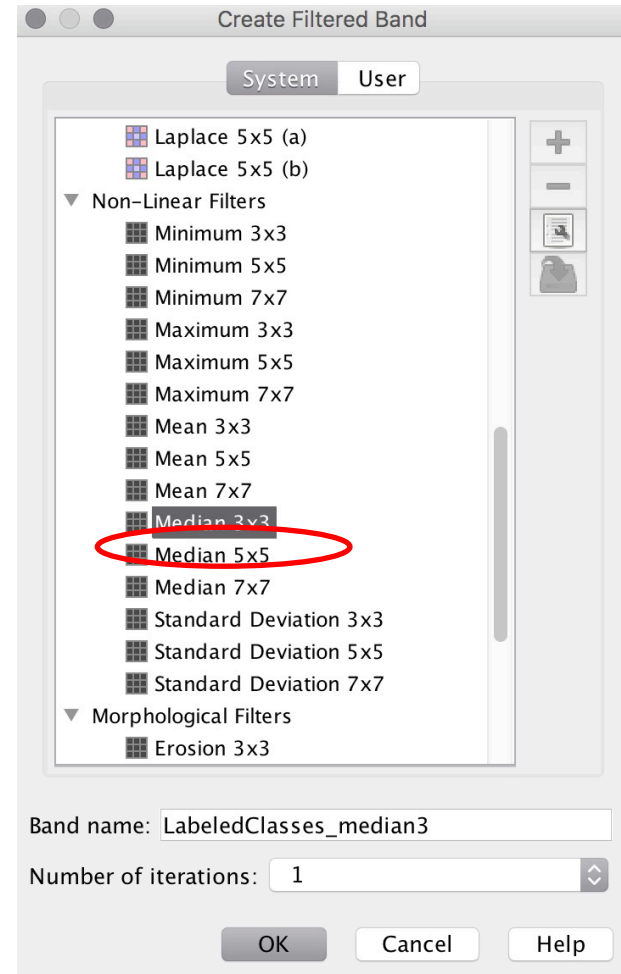 Create Filtered Band
System User
Laplace 5x5 (a)
Laplace 5x5 (b)
Non-Linear Filters
Minimum 3x3
Minimum 5x5
Minimum 7x7
Maximum 3x3
Maximum 5x5
Maximum 7x7
Mean 3x3
Mean 5x5
Mean 7x7
Median 3x3
Median 5x5
Median 7x7
Standard Deviation 3x3
Standard Deviation 5x5
Standard Deviation 7x7
Morphological Filters
Erosion 3x3
Band name: LabeledClasses_median3
Number of iterations: 1
OK Cancel Help